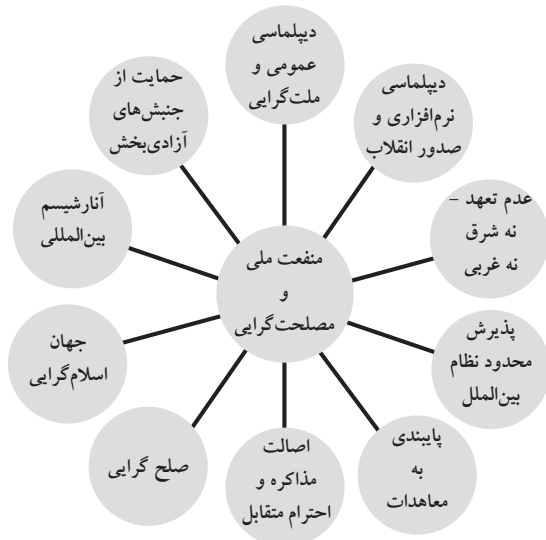 دیپلماسی
عمومی و
ملت‌گرایی
دیپلماسی
نرم‌افزاری و
صدور انقلاب
عدم تعهد –
نه شرق
نه غربی
پذیرش
محدود نظام
بین‌الملل
پایبندی
به
معاهدات
اصالت
مذاکره و
احترام متقابل
صلح گرایی
جهان
اسلام‌گرایی
آنارشیسم
بین‌المللی
حمایت از
جنبش‌های
آزادی‌بخش
منفعت ملی
و
مصلحت‌گرایی